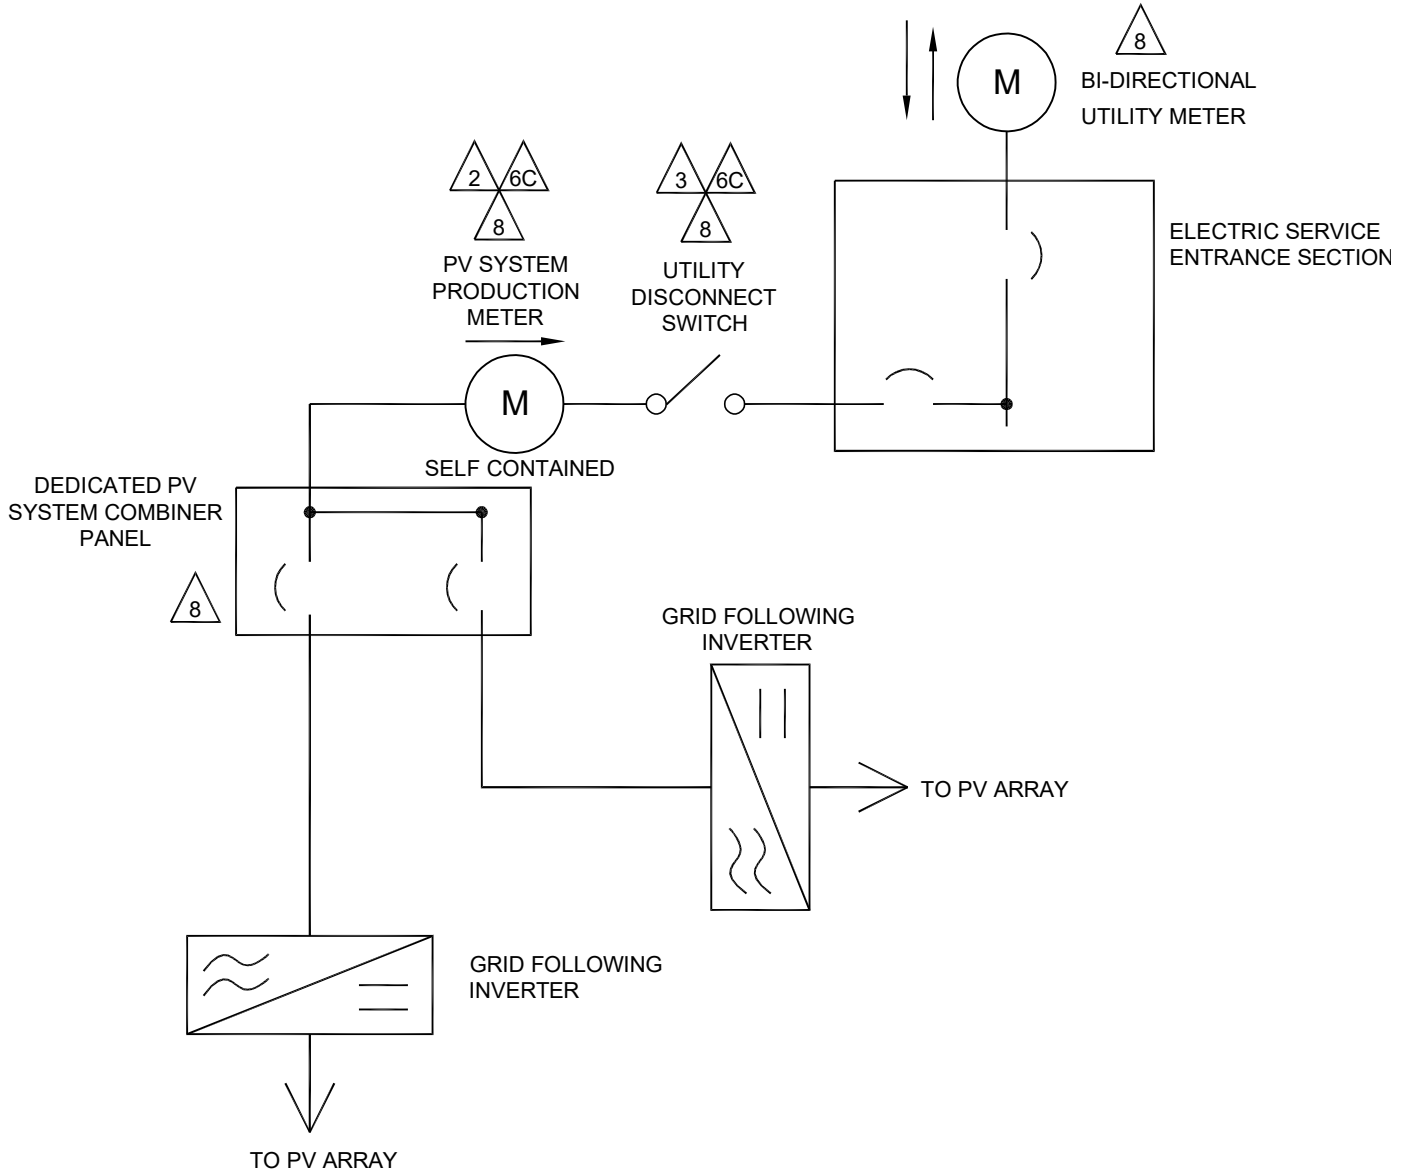 8
M
BI-DIRECTIONAL
UTILITY METER
2 6C
8
3 6C
8
PV SYSTEM
PRODUCTION
METER
UTILITY
DISCONNECT
SWITCH
ELECTRIC SERVICE
ENTRANCE SECTION
M
SELF CONTAINED
DEDICATED PV
SYSTEM COMBINER
PANEL
8
GRID FOLLOWING
INVERTER
TO PV ARRAY
GRID FOLLOWING
INVERTER
TO PV ARRAY